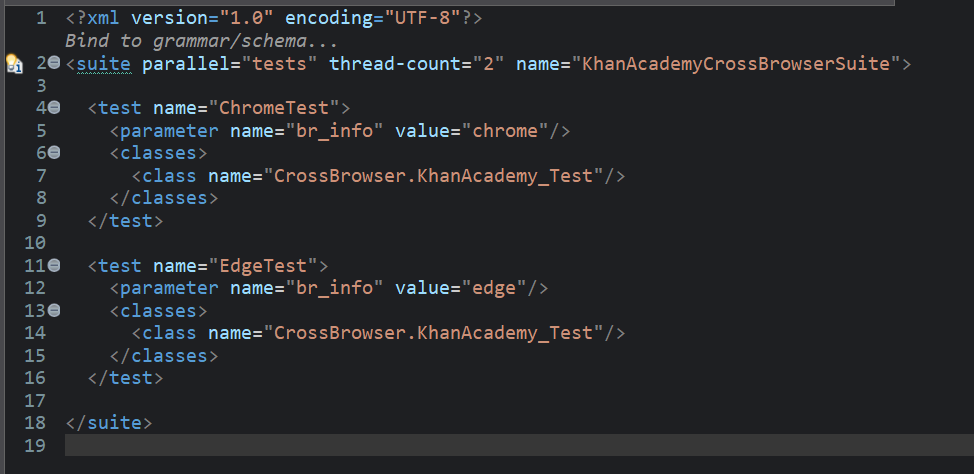 1 <?xml version="1.0" encoding="UTF-8"?>
Bind to grammar/schema...
2 <suite parallel="tests" thread-count="2" name="KhanAcademyCrossBrowserSuite">
3
4 <test name="ChromeTest">
5 <parameter name="br_info" value="chrome"/>
6 <classes>
7 <class name="CrossBrowser.KhanAcademy_Test"/>
8 </classes>
9 </test>
10
11 <test name="EdgeTest">
12 <parameter name="br_info" value="edge"/>
13 <classes>
14 <class name="CrossBrowser.KhanAcademy_Test"/>
15 </classes>
16 </test>
17
18 </suite>
19